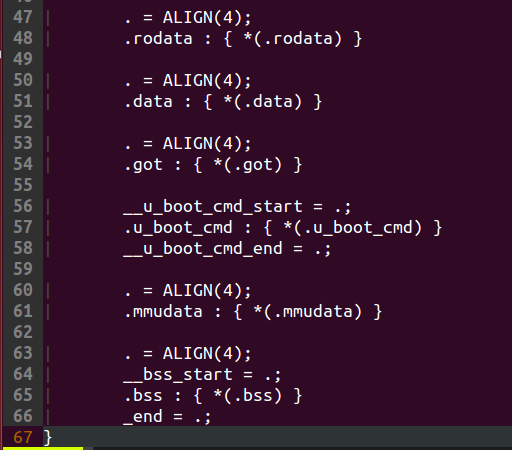 47 . = ALIGN(4);
48 .rodata : { *(.rodata) }
49
50 . = ALIGN(4);
51 .data : { *(.data) }
52
53 . = ALIGN(4);
54 .got : { *(.got) }
55
56 __u_boot_cmd_start = .;
57 .u_boot_cmd : { *(.u_boot_cmd) }
58 __u_boot_cmd_end = .;
59
60 . = ALIGN(4);
61 .mmudata : { *(.mmudata) }
62
63 . = ALIGN(4);
64 __bss_start = .;
65 .bss : { *(.bss) }
66 _end = .;
67 }